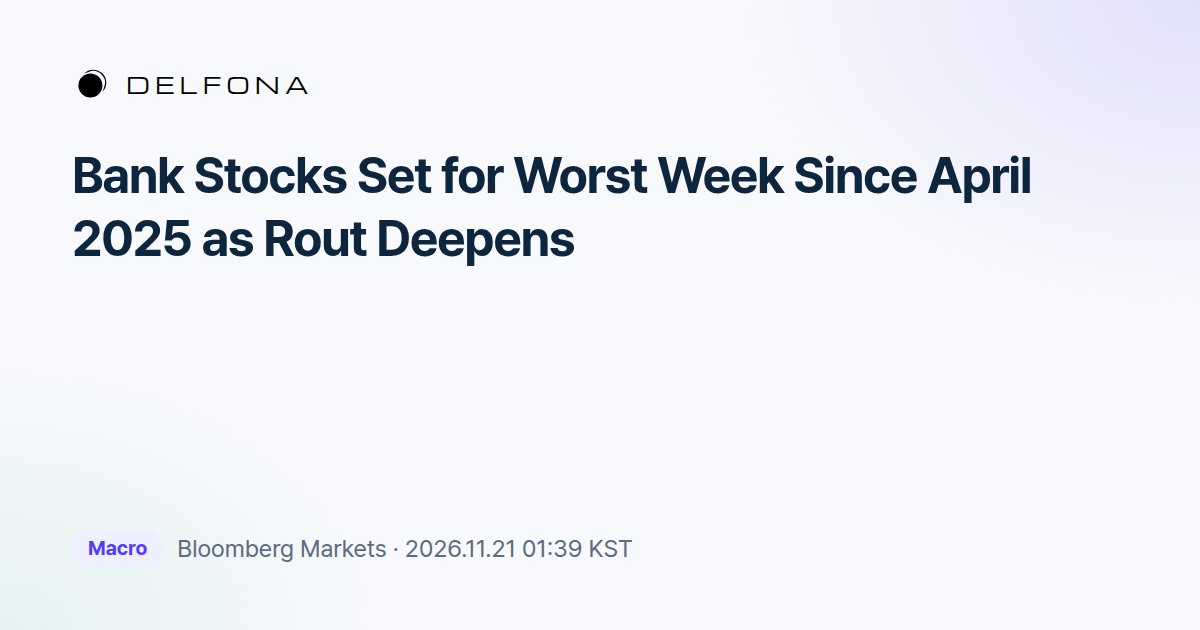 DELFONA
Bank Stocks Set for Worst Week Since April
2025 as Rout Deepens
Macro Bloomberg Markets · 2026.11.21 01:39 KST